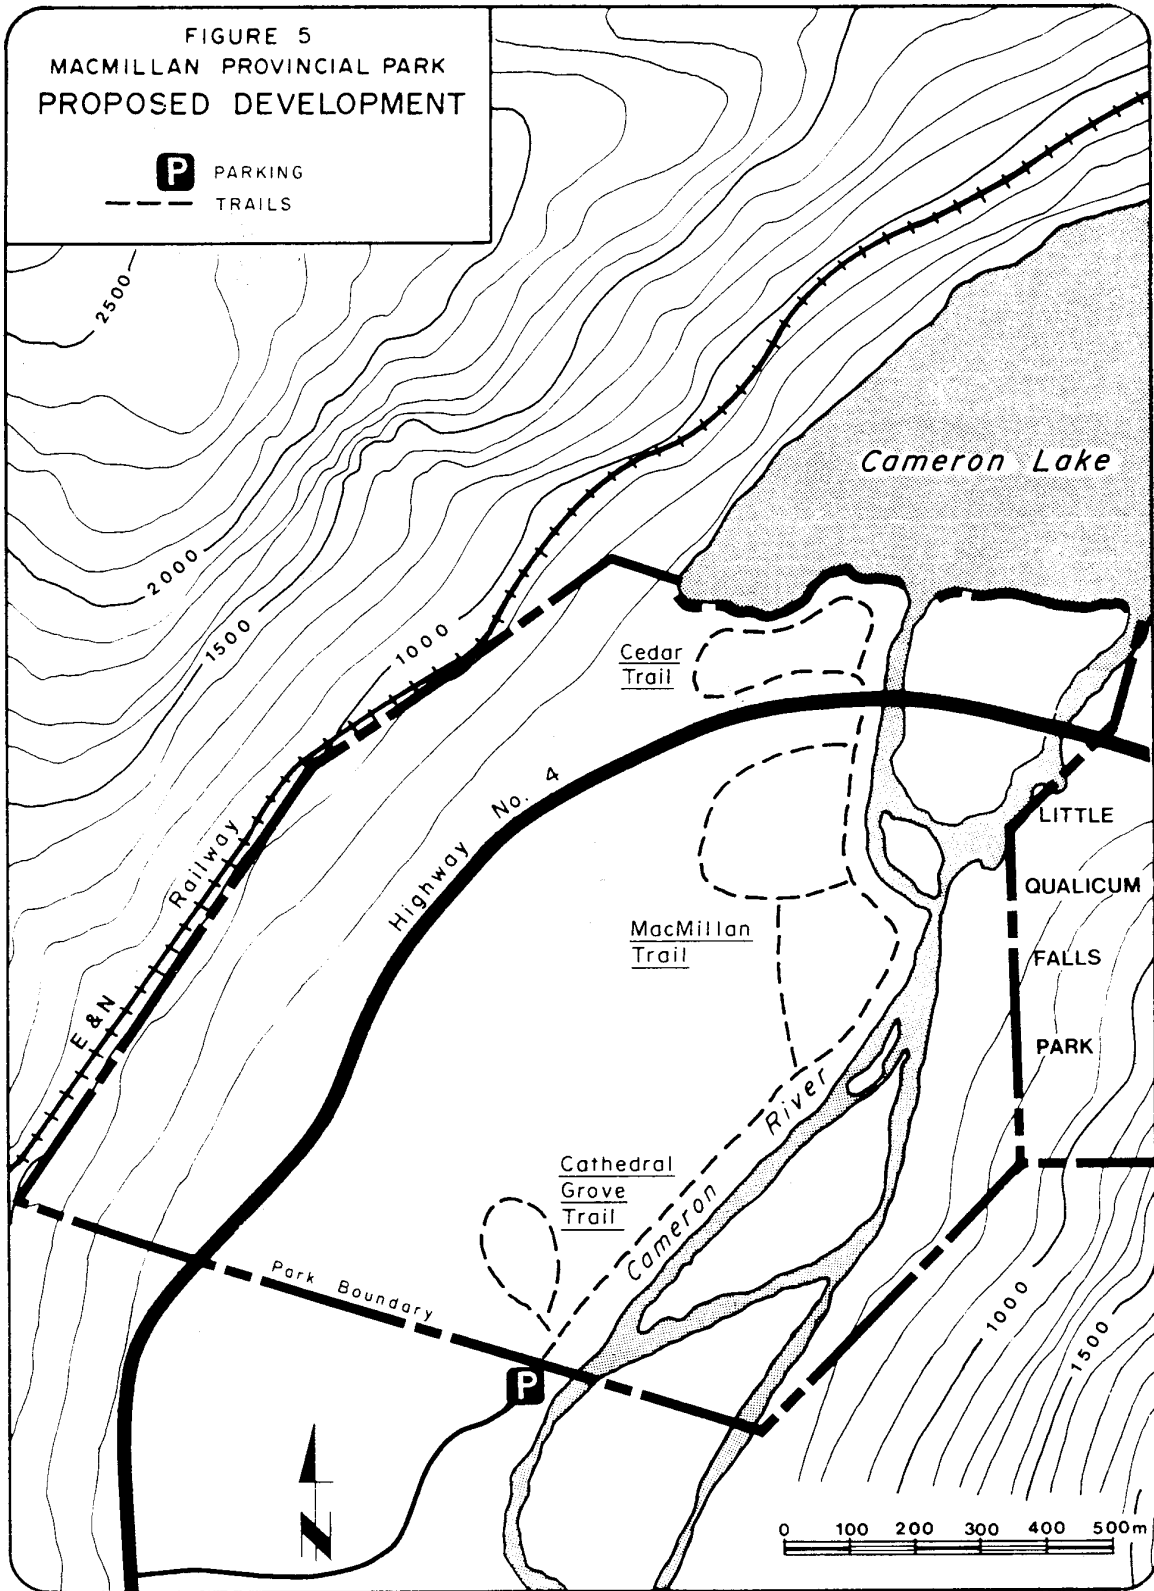 FIGURE 5
MACMILLAN PROVINCIAL PARK
PROPOSED DEVELOPMENT
P PARKING
TRAILS
2500
Cameron Lake
2000
1500
1000
Cedar
Trail
Highway No. 4
LITTLE
QUALICUM
FALLS
PARK
E & N Railway
MacMillan
Trail
Cameron River
Cathedral
Grove
Trail
Park Boundary
1000
1500
P
N
0 100 200 300 400 500m